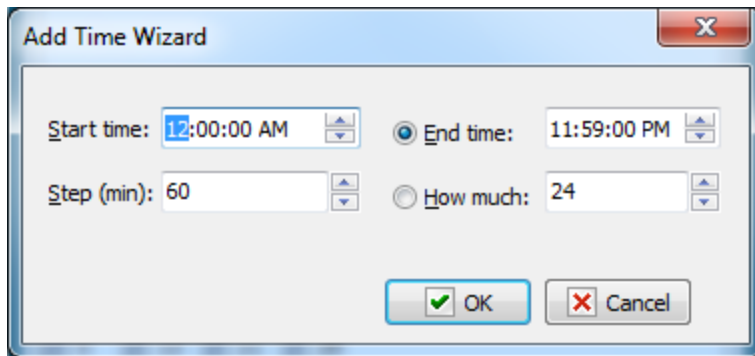 Add Time Wizard
Start time: 12:00:00 AM End time: 11:59:00 PM
Step (min): 60 How much: 24
OK Cancel